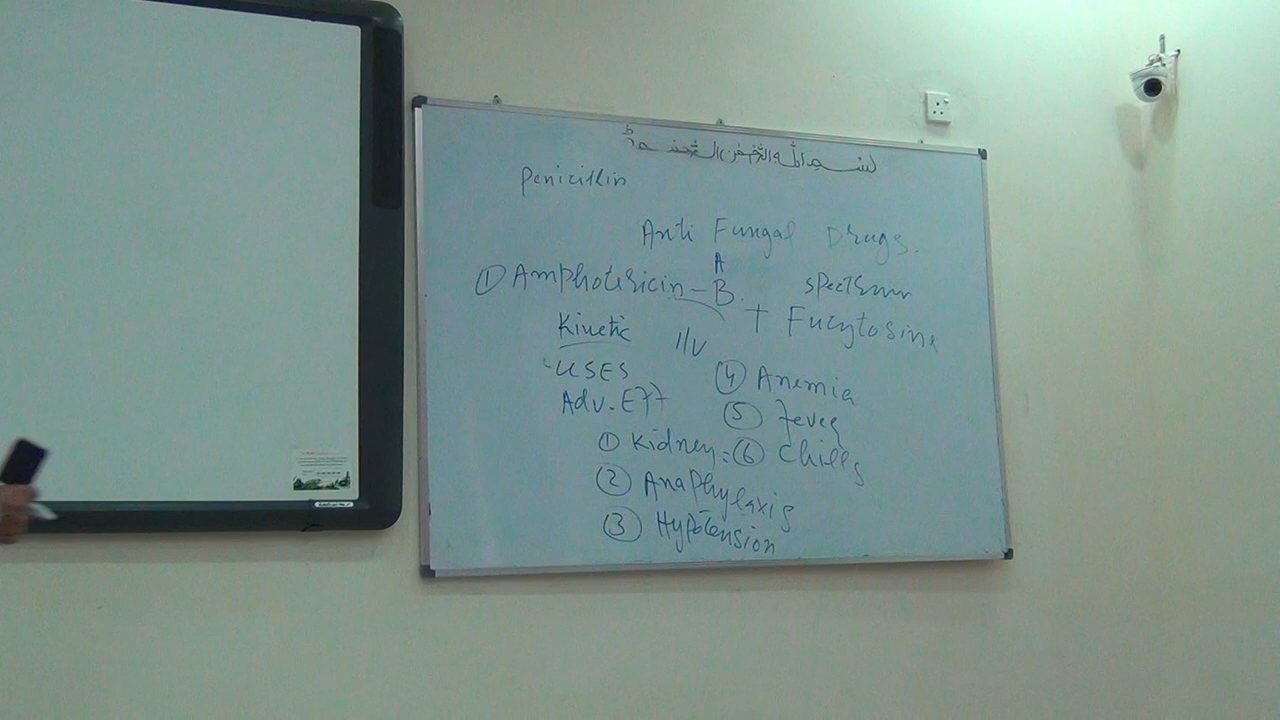 بسم الله الرحمن الرحيم ط
Penicillin
Anti Fungal Drugs.
A
① Amphotericin-B. spectrum
+ Fucytosine
Kinetic I/V
USES ④ Anemia
Adv. Eff ⑤ Fever
① Kidney: ⑥ Chills
② Anaphylaxis
③ Hypotension